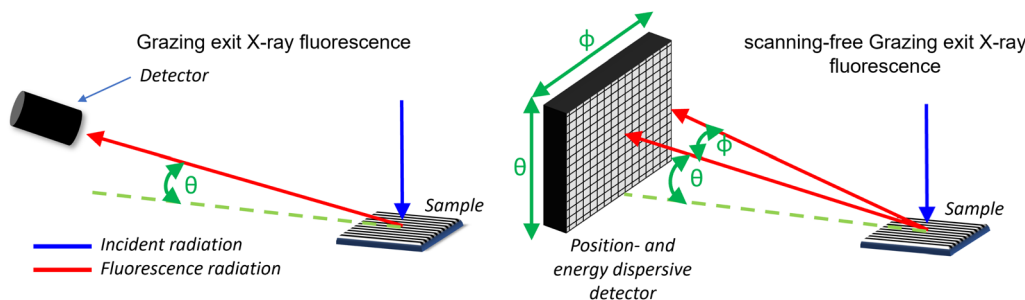 Grazing exit X-ray fluorescence
Detector
θ
Sample
Incident radiation
Fluorescence radiation
scanning-free Grazing exit X-ray
fluorescence
ϕ
θ
ϕ
θ
Sample
Position- and
energy dispersive
detector